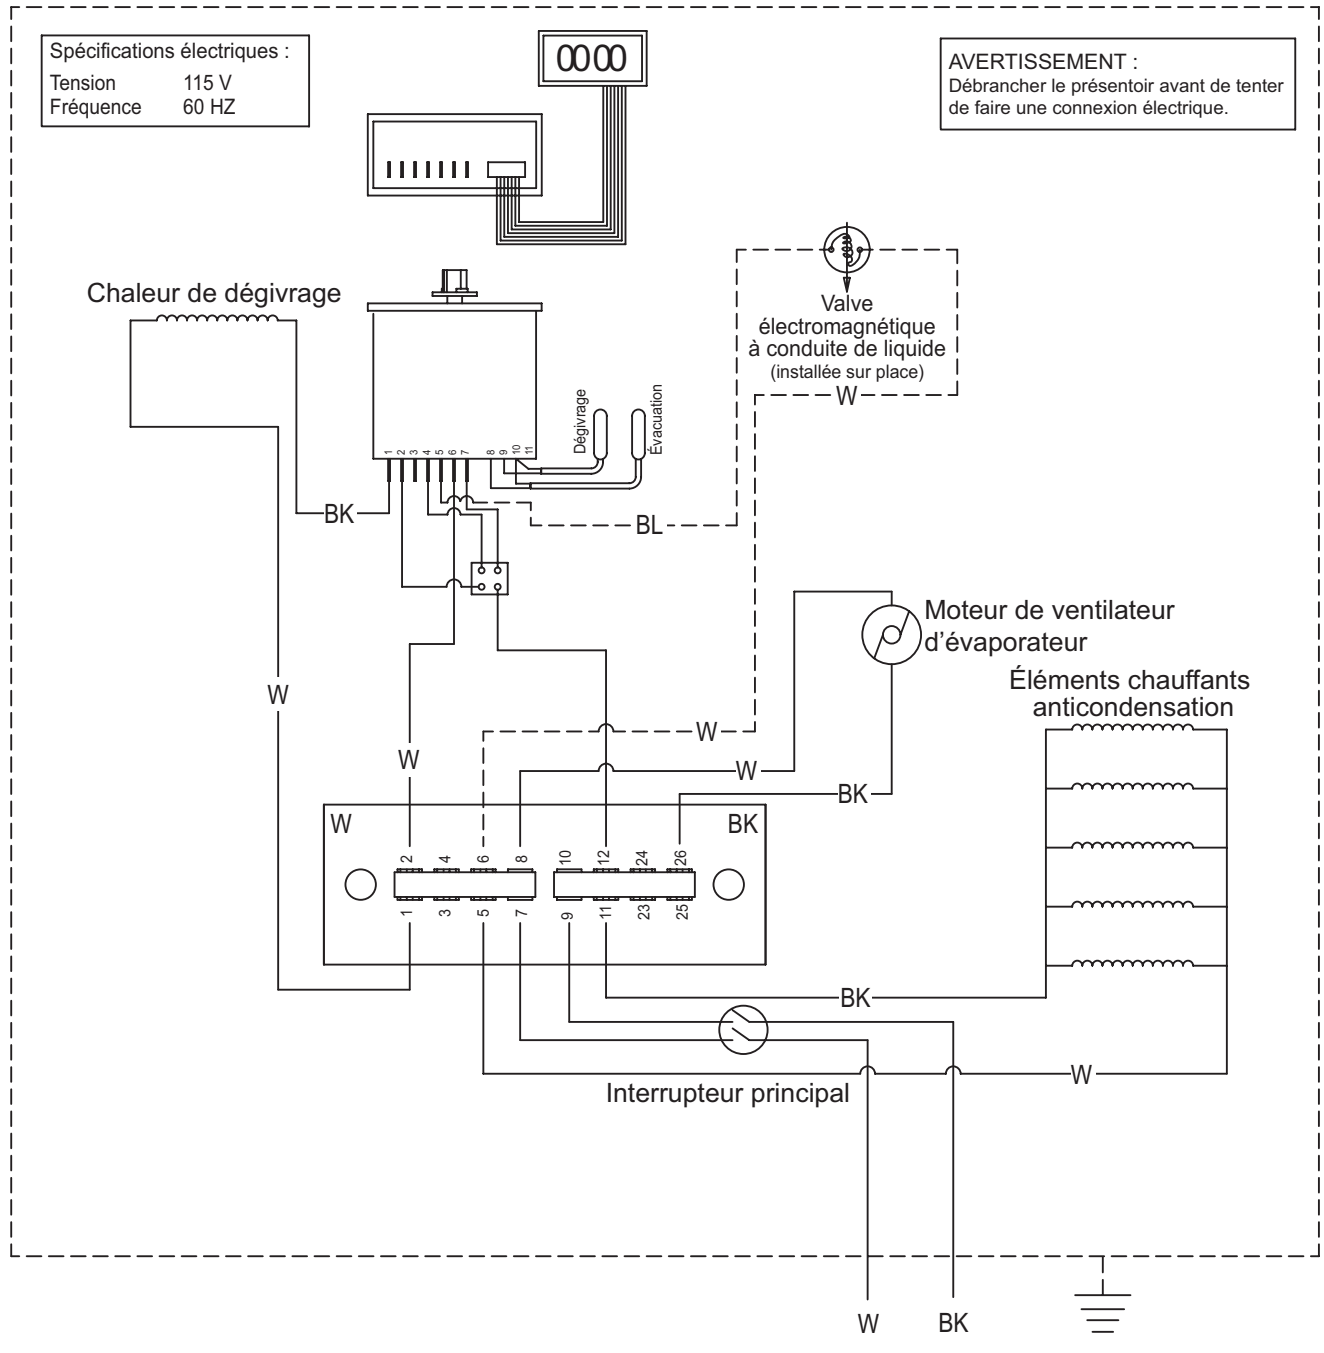 Spécifications électriques :
Tension 115 V
Fréquence 60 HZ
0000
AVERTISSEMENT :
Débrancher le présentoir avant de tenter
de faire une connexion électrique.
Chaleur de dégivrage
Valve
électromagnétique
à conduite de liquide
(installée sur place)
W
Dégivrage
Évacuation
1 2 3 4 5 6 7 8 9 10 11
BK
BL
Moteur de ventilateur
d’évaporateur
Éléments chauffants
anticondensation
W
W
W
W
BK
W BK
2 4 6 8 10 12 24 26
1 3 5 7 9 11 23 25
BK
W
Interrupteur principal
W BK